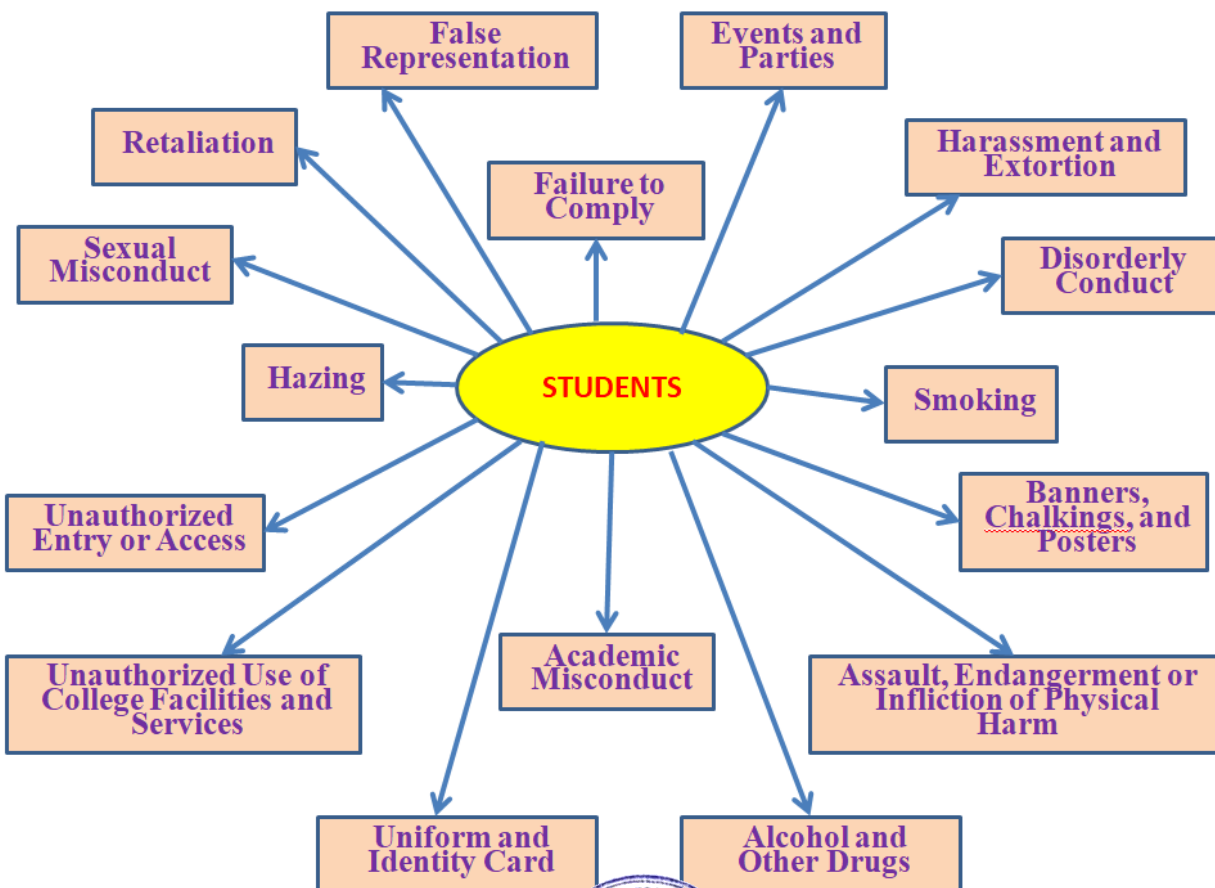 False
Representation
Events and
Parties
Retaliation
Harassment and
Extortion
Failure to
Comply
Sexual
Misconduct
Disorderly
Conduct
Hazing
STUDENTS
Smoking
Unauthorized
Entry or Access
Banners,
Chalkings, and
Posters
Unauthorized Use of
College Facilities and
Services
Academic
Misconduct
Assault, Endangerment or
Infliction of Physical
Harm
Uniform and
Identity Card
Alcohol and
Other Drugs